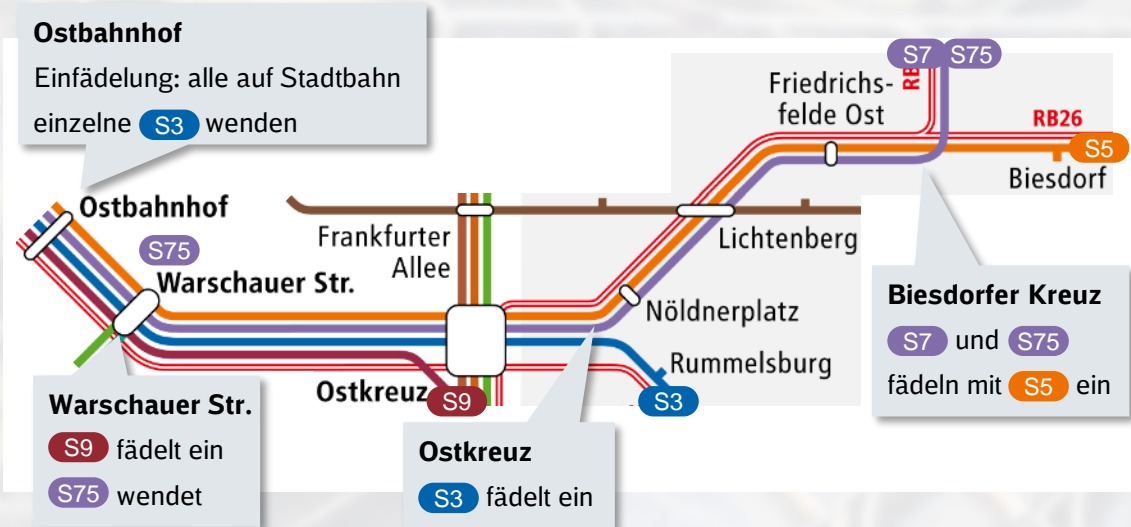 Ostbahnhof
Einfädelung: alle auf Stadtbahn
einzelne S3 wenden
S7 S75
RB
Friedrichs-
felde Ost
RB26
S5
Biesdorf
Ostbahnhof
S75
Warschauer Str.
Frankfurter
Allee
Lichtenberg
Nöldnerplatz
Rummelsburg
Ostkreuz
S9
S3
Biesdorfer Kreuz
S7 und S75
fädeln mit S5 ein
Warschauer Str.
S9 fädelt ein
S75 wendet
Ostkreuz
S3 fädelt ein